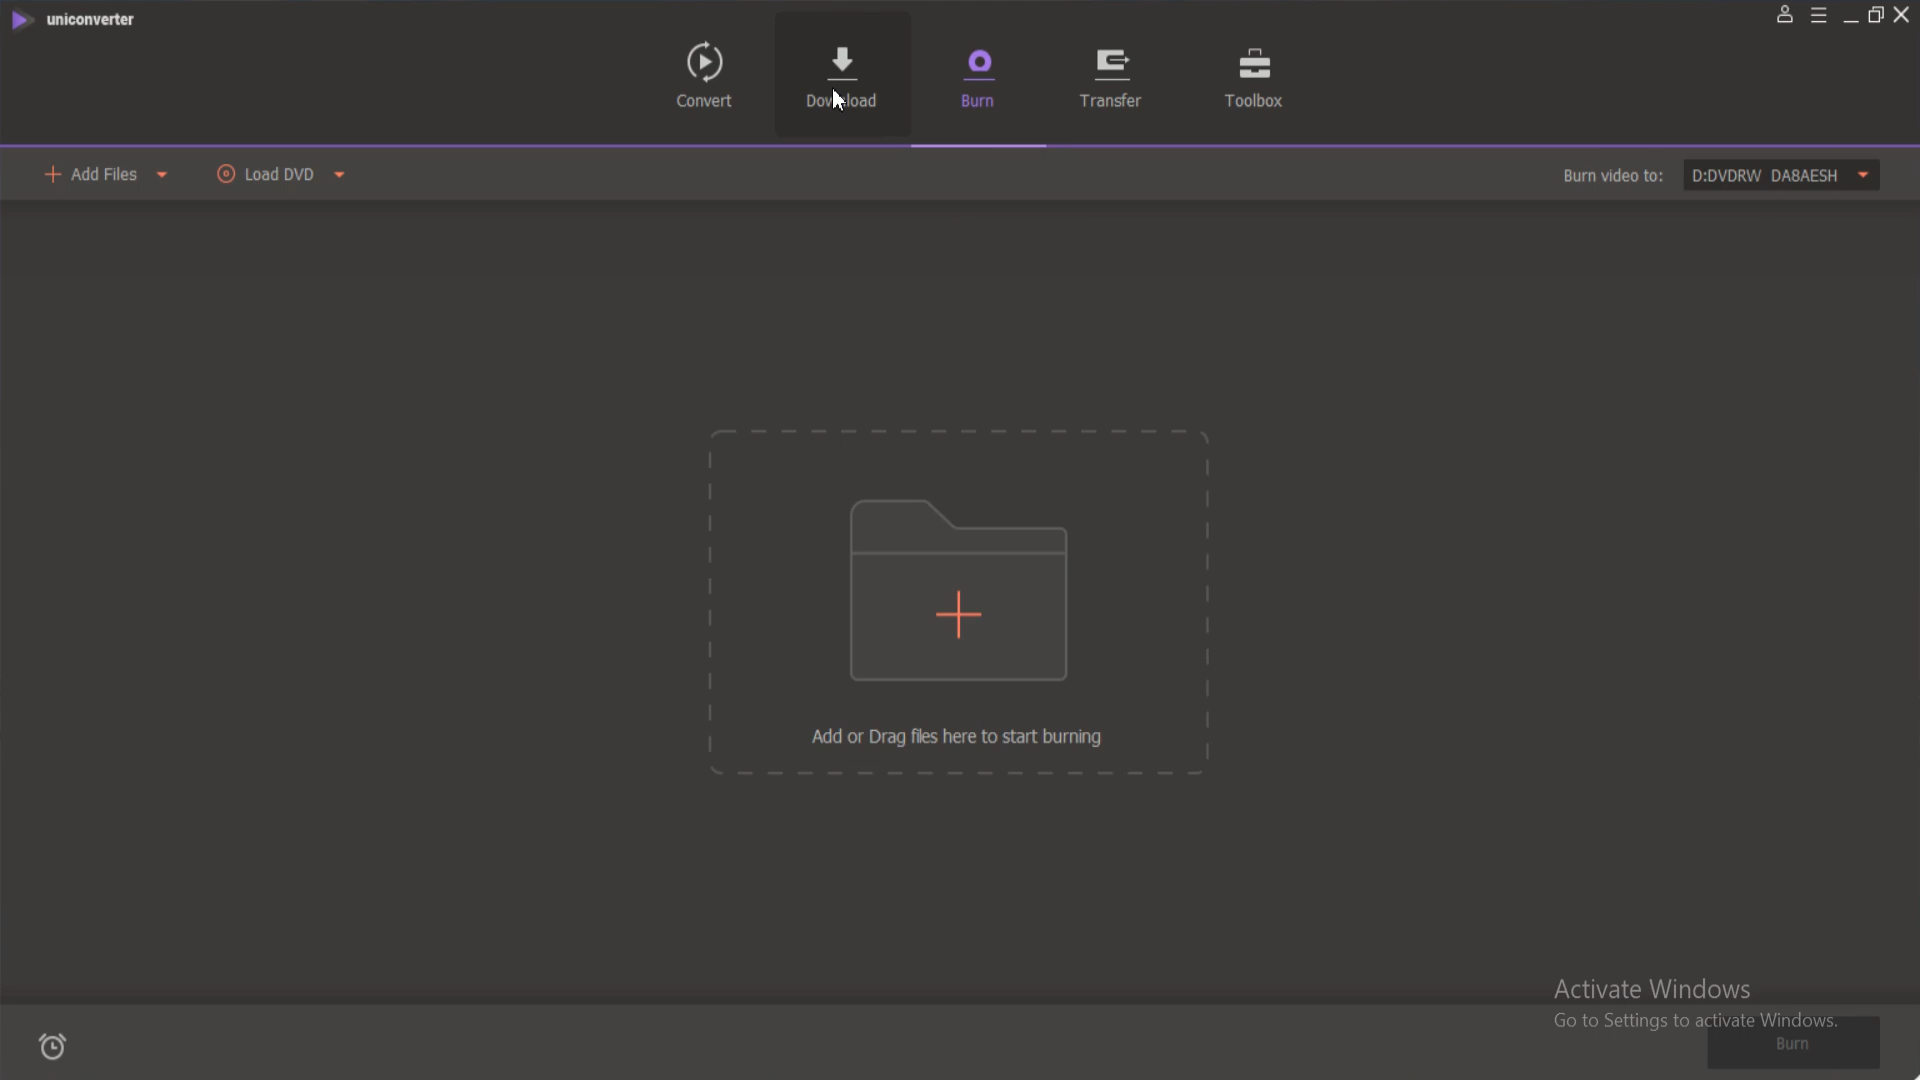 uniconverter
Convert
Download
Burn
Transfer
Toolbox
Add Files
Load DVD
Burn video to:
D:DVDRW DA8AESH
Add or Drag files here to start burning
Activate Windows
Go to Settings to activate Windows.
Burn